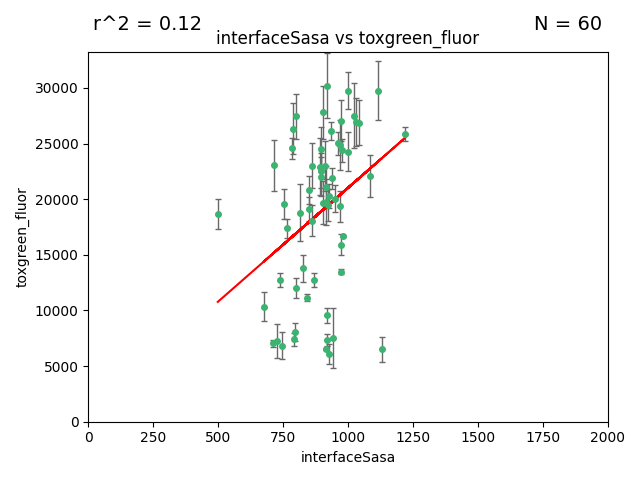 r^2 = 0.12
N = 60
interfaceSasa vs toxgreen_fluor
30000
25000
20000
15000
10000
5000
0
toxgreen_fluor
0 250 500 750 1000 1250 1500 1750 2000
interfaceSasa